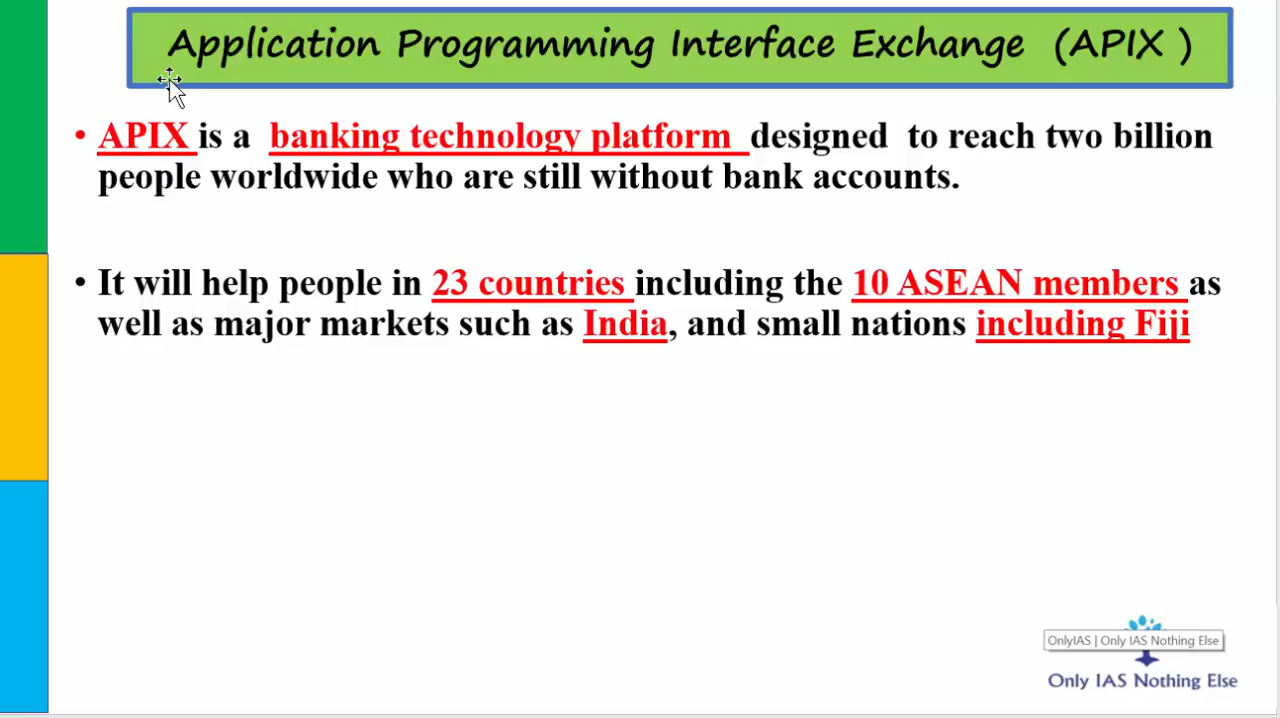 Application Programming Interface Exchange (APIX )
• APIX is a banking technology platform designed to reach two billion
people worldwide who are still without bank accounts.
• It will help people in 23 countries including the 10 ASEAN members as
well as major markets such as India, and small nations including Fiji
OnlyIAS | Only IAS Nothing Else
Only IAS Nothing Else